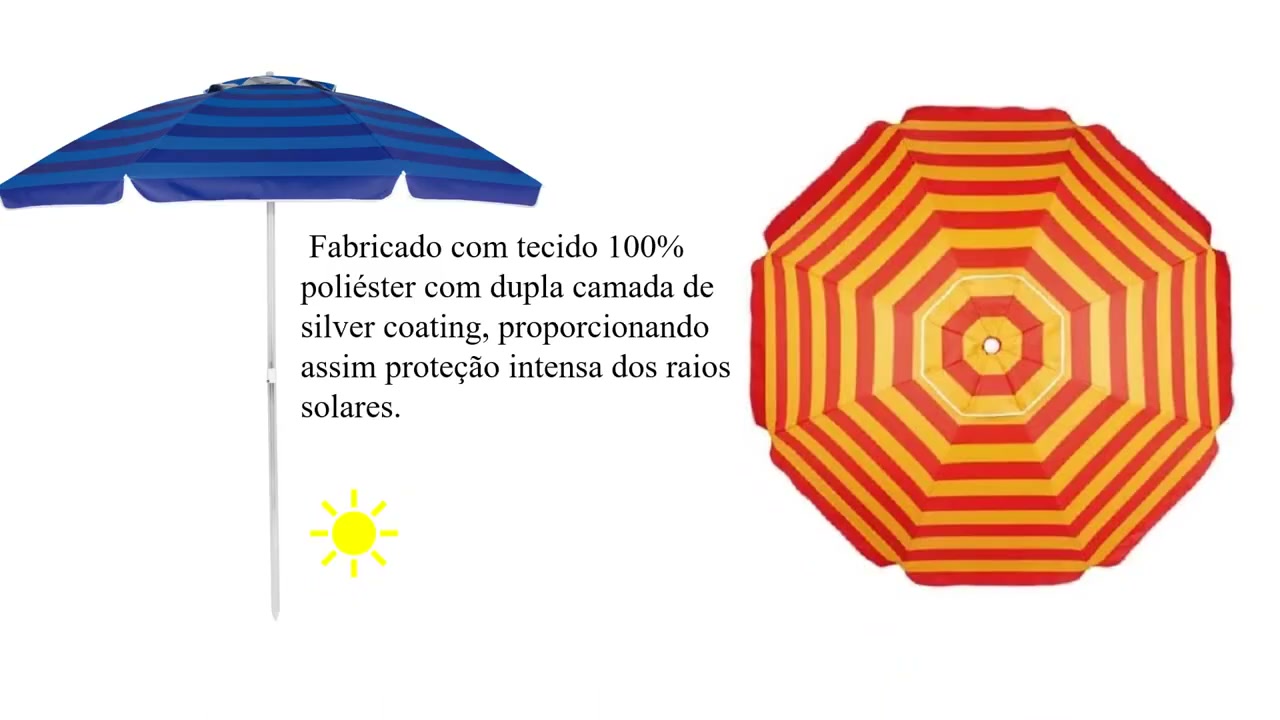 Fabricado com tecido 100%
poliéster com dupla camada de
silver coating, proporcionando
assim proteção intensa dos raios
solares.